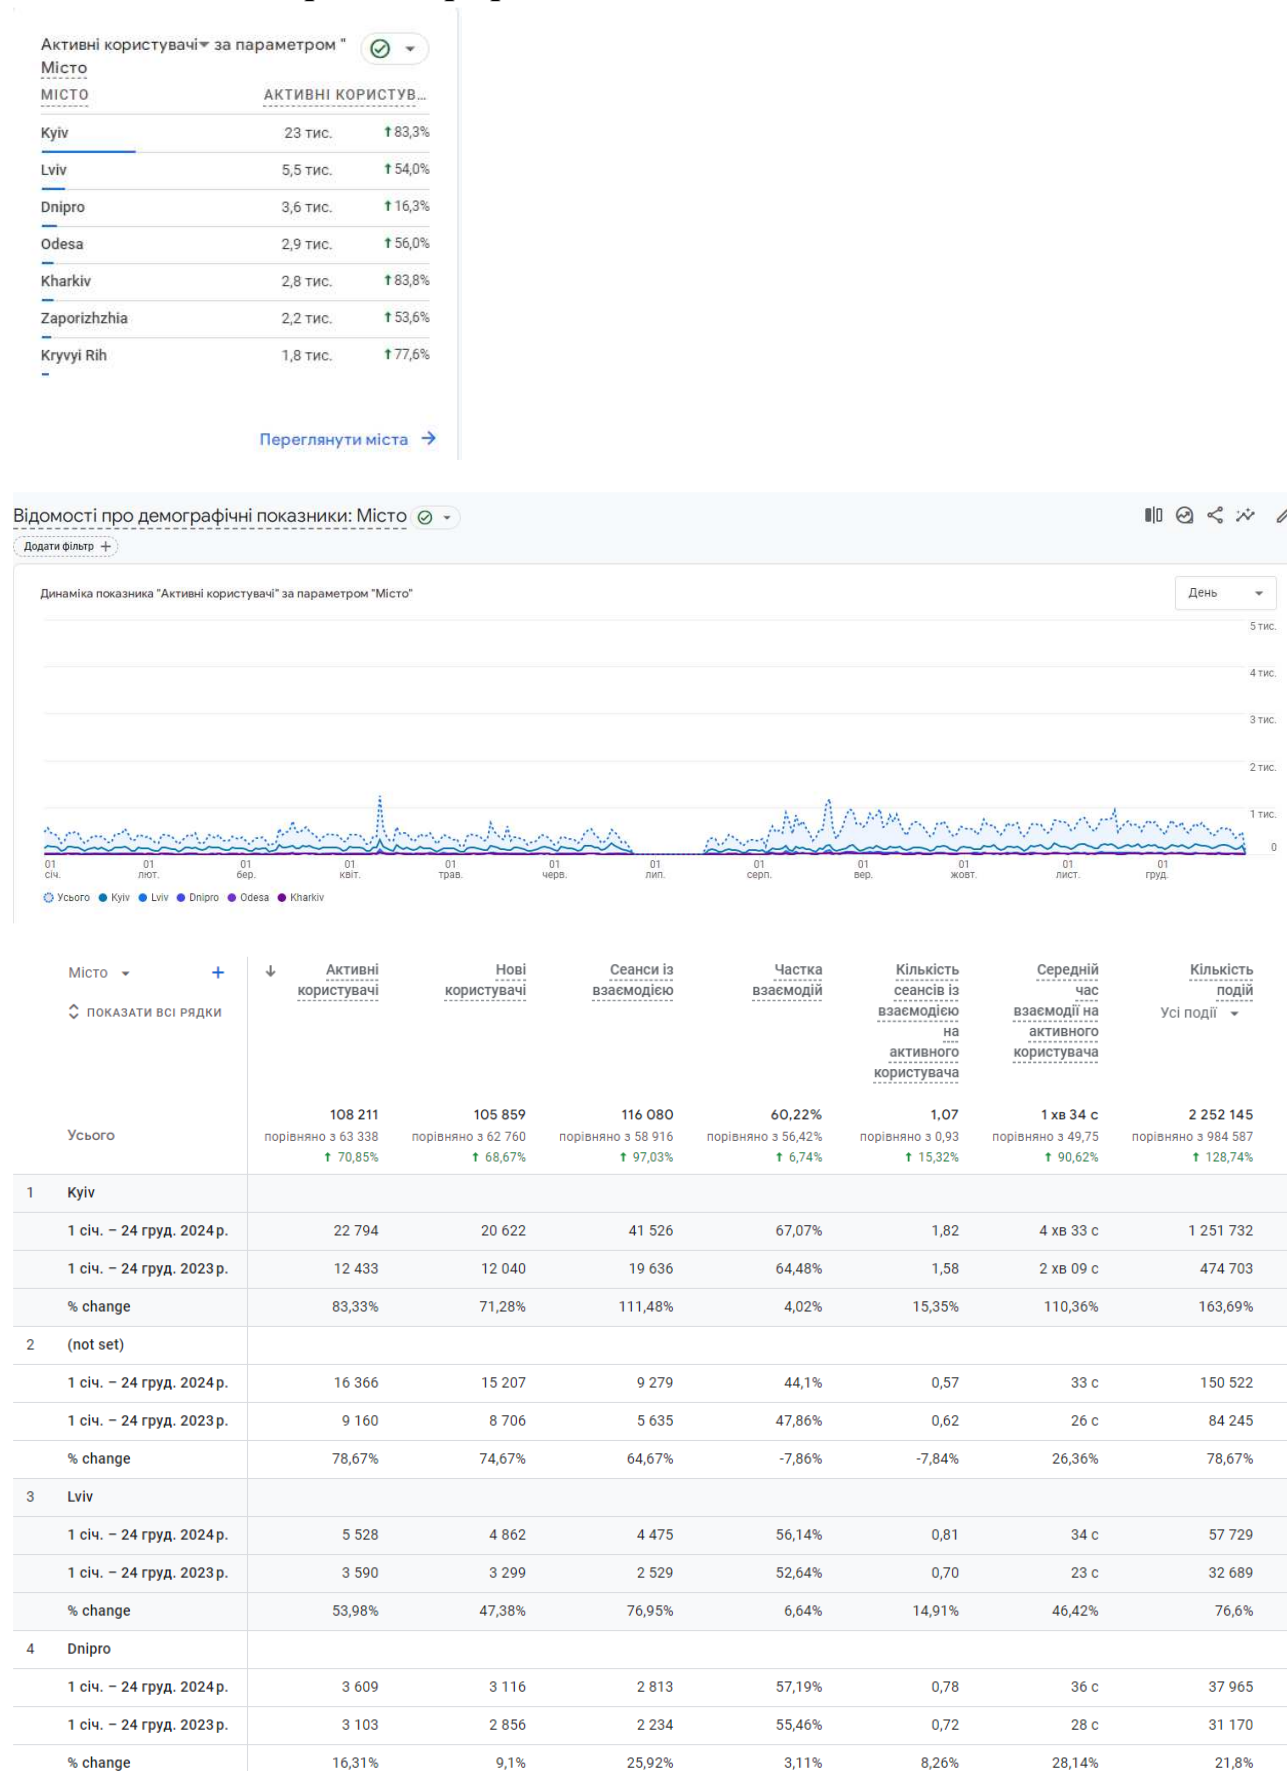 Активні користувачі за параметром "
Місто
МІСТО АКТИВНІ КОРИСТУВ...
Kyiv 23 тис. ↑ 83,3%
Lviv 5,5 тис. ↑ 54,0%
Dnipro 3,6 тис. ↑ 16,3%
Odesa 2,9 тис. ↑ 56,0%
Kharkiv 2,8 тис. ↑ 83,8%
Zaporizhzhia 2,2 тис. ↑ 53,6%
Kryvyi Rih 1,8 тис. ↑ 77,6%
Переглянути міста →
Відомості про демографічні показники: Місто
Додати фільтр +
Динаміка показника "Активні користувачі" за параметром "Місто" День
5 тис.
4 тис.
3 тис.
2 тис.
1 тис.
0
01 01 01 01 01 01 01 01 01 01 01 01
січ. лют. бер. квіт. трав. черв. лип. серп. вер. жовт. лист. груд.
Усього Kyiv Lviv Dnipro Odesa Kharkiv
Місто + ↓ Активні Нові Сеанси із Частка Кількість Середній Кількість
користувачі користувачі взаємодією взаємодій сеансів із час подій
ПОКАЗАТИ ВСІ РЯДКИ взаємодією взаємодії на Усі події
на активного
активного користувача
користувача
108 211 105 859 116 080 60,22% 1,07 1 хв 34 с 2 252 145
Усього порівняно з 63 338 порівняно з 62 760 порівняно з 58 916 порівняно з 56,42% порівняно з 0,93 порівняно з 49,75 порівняно з 984 587
↑ 70,85% ↑ 68,67% ↑ 97,03% ↑ 6,74% ↑ 15,32% ↑ 90,62% ↑ 128,74%
1 Kyiv
1 січ. – 24 груд. 2024 р. 22 794 20 622 41 526 67,07% 1,82 4 хв 33 с 1 251 732
1 січ. – 24 груд. 2023 р. 12 433 12 040 19 636 64,48% 1,58 2 хв 09 с 474 703
% change 83,33% 71,28% 111,48% 4,02% 15,35% 110,36% 163,69%
2 (not set)
1 січ. – 24 груд. 2024 р. 16 366 15 207 9 279 44,1% 0,57 33 с 150 522
1 січ. – 24 груд. 2023 р. 9 160 8 706 5 635 47,86% 0,62 26 с 84 245
% change 78,67% 74,67% 64,67% -7,86% -7,84% 26,36% 78,67%
3 Lviv
1 січ. – 24 груд. 2024 р. 5 528 4 862 4 475 56,14% 0,81 34 с 57 729
1 січ. – 24 груд. 2023 р. 3 590 3 299 2 529 52,64% 0,70 23 с 32 689
% change 53,98% 47,38% 76,95% 6,64% 14,91% 46,42% 76,6%
4 Dnipro
1 січ. – 24 груд. 2024 р. 3 609 3 116 2 813 57,19% 0,78 36 с 37 965
1 січ. – 24 груд. 2023 р. 3 103 2 856 2 234 55,46% 0,72 28 с 31 170
% change 16,31% 9,1% 25,92% 3,11% 8,26% 28,14% 21,8%